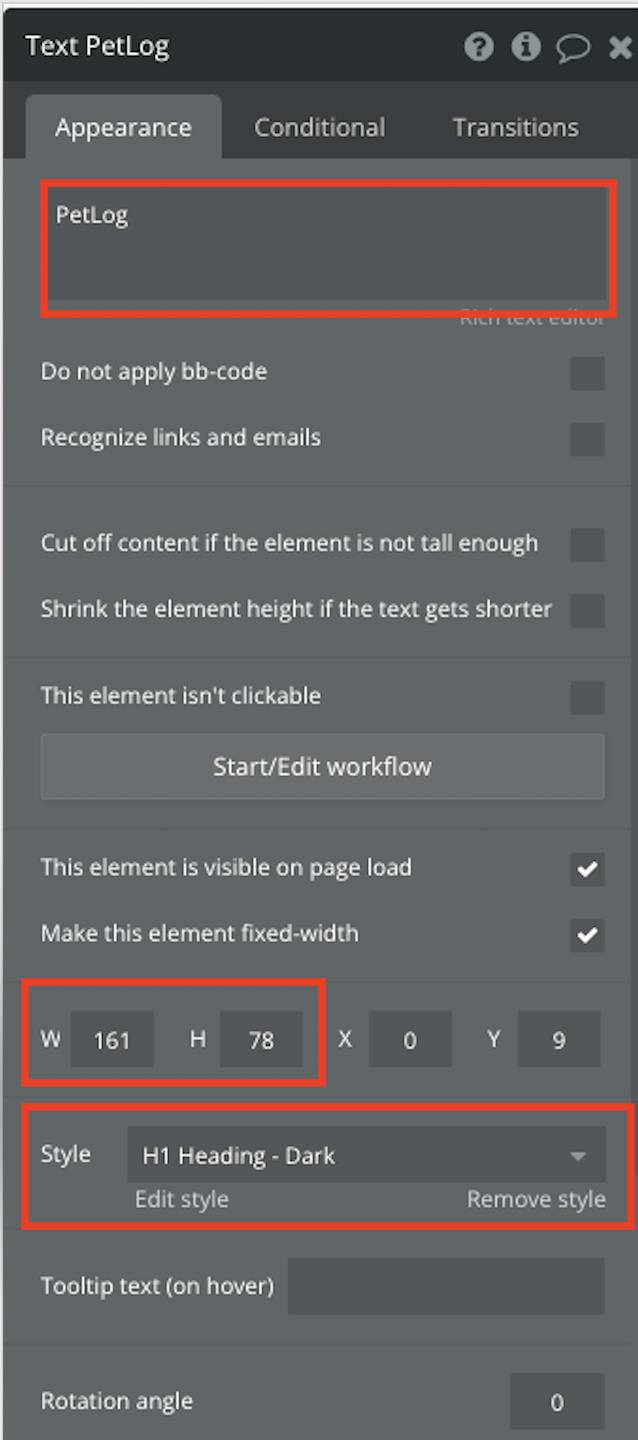 Text PetLog
Appearance Conditional Transitions
PetLog
Rich text editor
Do not apply bb-code
Recognize links and emails
Cut off content if the element is not tall enough
Shrink the element height if the text gets shorter
This element isn't clickable
Start/Edit workflow
This element is visible on page load
Make this element fixed-width
W 161 H 78 X 0 Y 9
Style H1 Heading - Dark
Edit style Remove style
Tooltip text (on hover)
Rotation angle 0